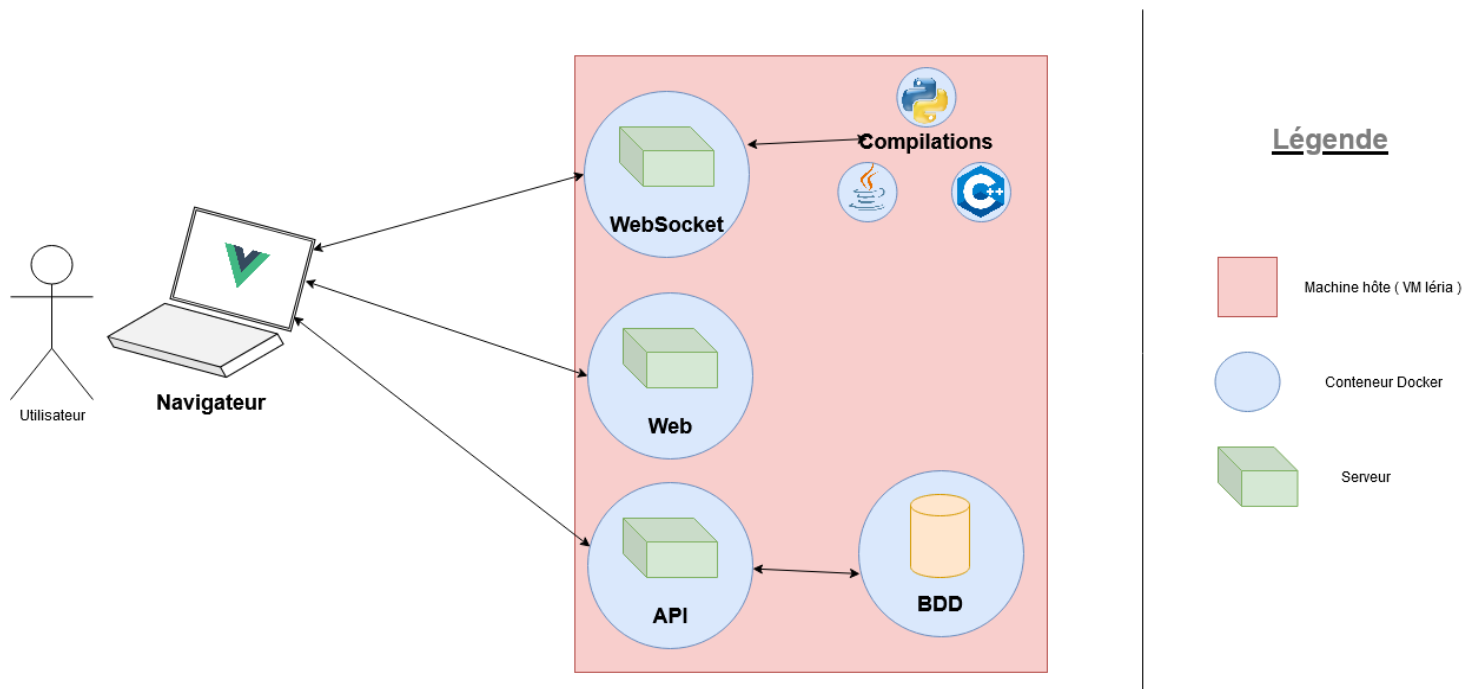 Compilations
WebSocket
Navigateur
Utilisateur
Web
API
BDD
Légende
Machine hôte ( VM léria )
Conteneur Docker
Serveur
C++